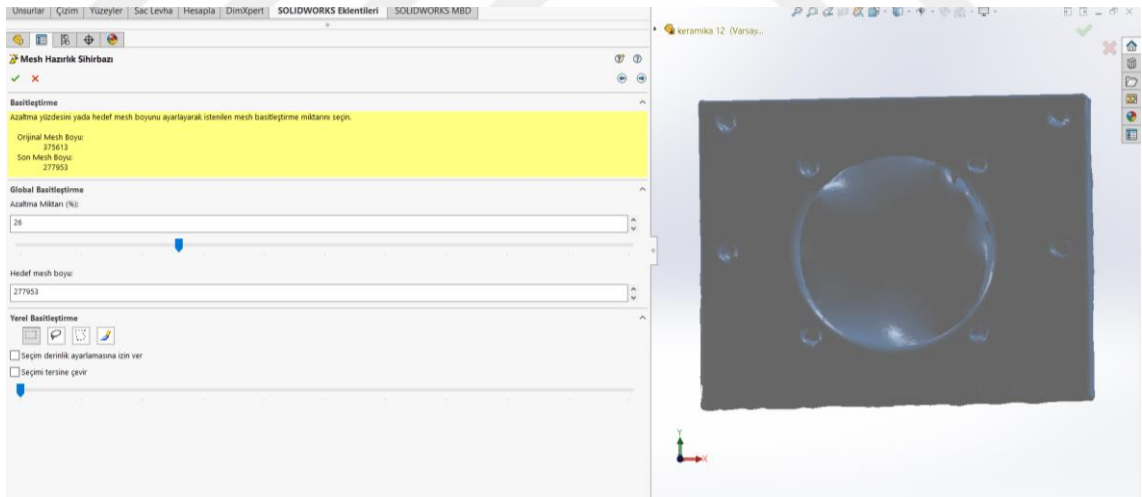 Unsurlar Çizim Yüzeyler Sac Levha Hesapla DimXpert SOLIDWORKS Eklentileri SOLIDWORKS MBD
keramika 12 (Varsay...
Mesh Hazırlık Sihirbazı
Basitleştirme
Azaltma yüzdesini yada hedef mesh boyunu ayarlayarak istenilen mesh basitleştirme miktarını seçin.
Orijinal Mesh Boyu:
375613
Son Mesh Boyu:
277953
Global Basitleştirme
Azaltma Miktarı (%):
26
Hedef mesh boyu:
277953
Yerel Basitleştirme
Seçim derinlik ayarlamasına izin ver
Seçimi tersine çevir
Y
X